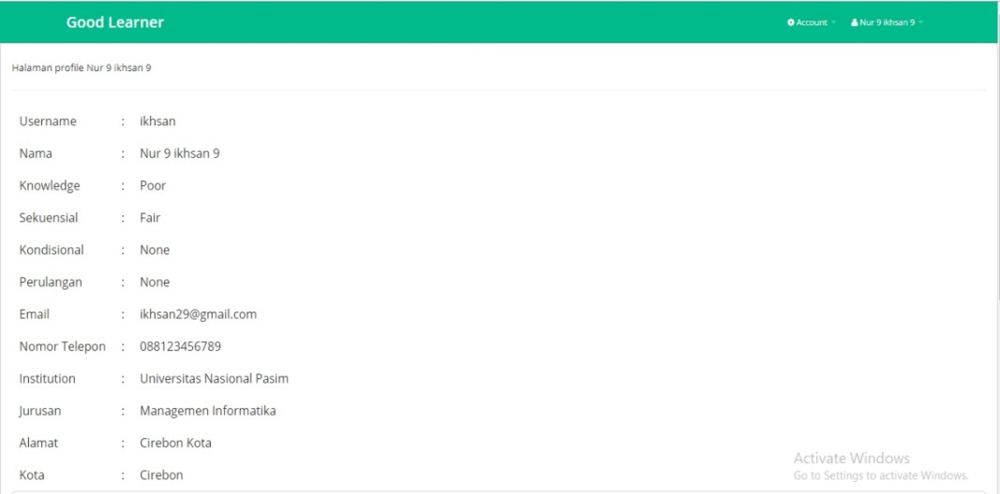 Good Learner
Account
Nur 9 ikhsan 9
Halaman profile Nur 9 ikhsan 9
Username : ikhsan
Nama : Nur 9 ikhsan 9
Knowledge : Poor
Sekuensial : Fair
Kondisional : None
Perulangan : None
Email : ikhsan29@gmail.com
Nomor Telepon : 088123456789
Institution : Universitas Nasional Pasim
Jurusan : Managemen Informatika
Alamat : Cirebon Kota
Kota : Cirebon
Activate Windows
Go to Settings to activate Windows.